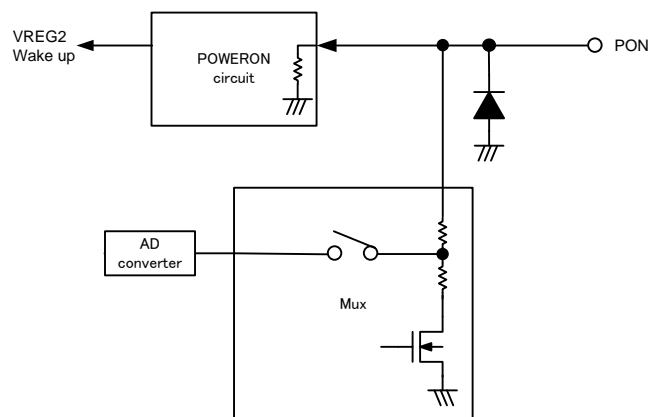 VREG2
Wake up
POWERON
circuit
PON
AD
converter
Mux